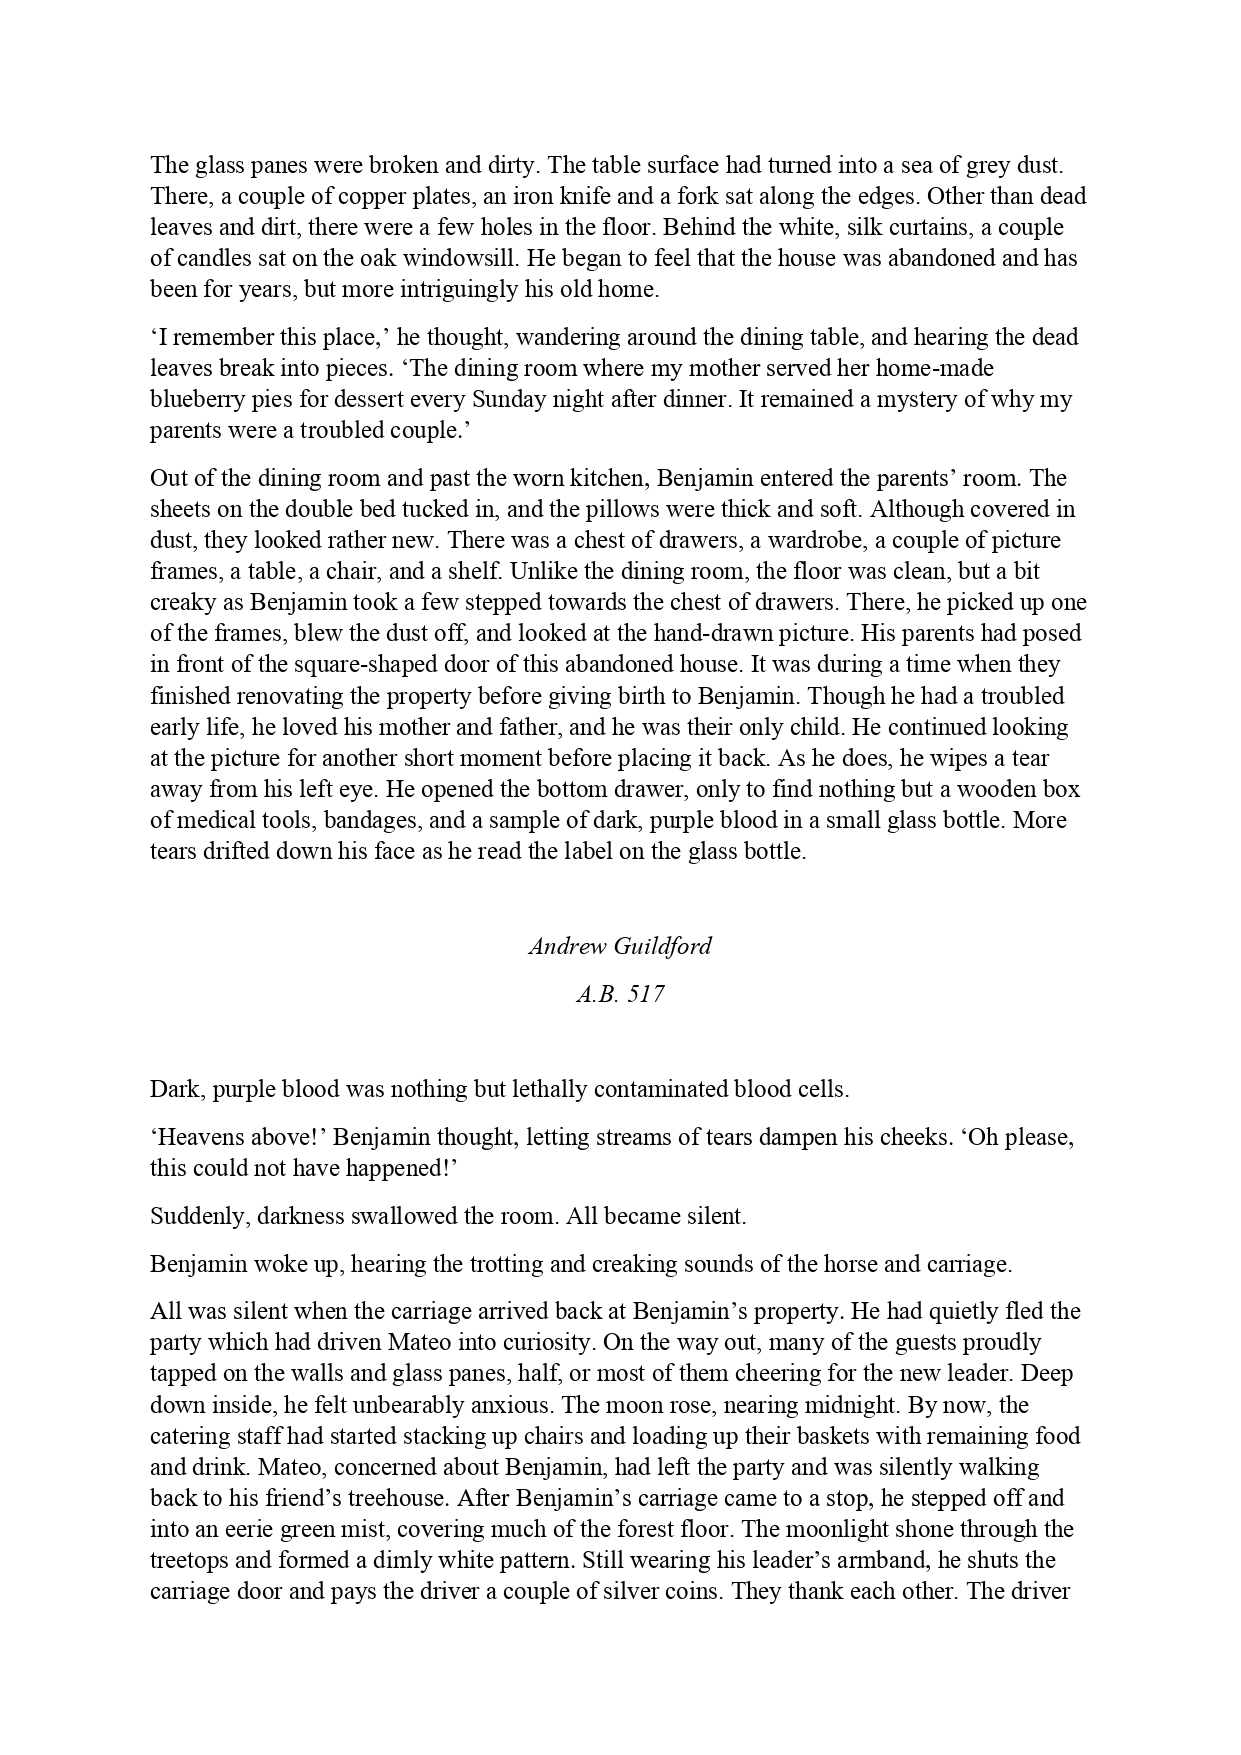 The glass panes were broken and dirty. The table surface had turned into a sea of grey dust.
There, a couple of copper plates, an iron knife and a fork sat along the edges. Other than dead
leaves and dirt, there were a few holes in the floor. Behind the white, silk curtains, a couple
of candles sat on the oak windowsill. He began to feel that the house was abandoned and has
been for years, but more intriguingly his old home.
‘I remember this place,’ he thought, wandering around the dining table, and hearing the dead
leaves break into pieces. ‘The dining room where my mother served her home-made
blueberry pies for dessert every Sunday night after dinner. It remained a mystery of why my
parents were a troubled couple.’
Out of the dining room and past the worn kitchen, Benjamin entered the parents’ room. The
sheets on the double bed tucked in, and the pillows were thick and soft. Although covered in
dust, they looked rather new. There was a chest of drawers, a wardrobe, a couple of picture
frames, a table, a chair, and a shelf. Unlike the dining room, the floor was clean, but a bit
creaky as Benjamin took a few stepped towards the chest of drawers. There, he picked up one
of the frames, blew the dust off, and looked at the hand-drawn picture. His parents had posed
in front of the square-shaped door of this abandoned house. It was during a time when they
finished renovating the property before giving birth to Benjamin. Though he had a troubled
early life, he loved his mother and father, and he was their only child. He continued looking
at the picture for another short moment before placing it back. As he does, he wipes a tear
away from his left eye. He opened the bottom drawer, only to find nothing but a wooden box
of medical tools, bandages, and a sample of dark, purple blood in a small glass bottle. More
tears drifted down his face as he read the label on the glass bottle.
Andrew Guildford
A.B. 517
Dark, purple blood was nothing but lethally contaminated blood cells.
‘Heavens above!’ Benjamin thought, letting streams of tears dampen his cheeks. ‘Oh please,
this could not have happened!’
Suddenly, darkness swallowed the room. All became silent.
Benjamin woke up, hearing the trotting and creaking sounds of the horse and carriage.
All was silent when the carriage arrived back at Benjamin’s property. He had quietly fled the
party which had driven Mateo into curiosity. On the way out, many of the guests proudly
tapped on the walls and glass panes, half, or most of them cheering for the new leader. Deep
down inside, he felt unbearably anxious. The moon rose, nearing midnight. By now, the
catering staff had started stacking up chairs and loading up their baskets with remaining food
and drink. Mateo, concerned about Benjamin, had left the party and was silently walking
back to his friend’s treehouse. After Benjamin’s carriage came to a stop, he stepped off and
into an eerie green mist, covering much of the forest floor. The moonlight shone through the
treetops and formed a dimly white pattern. Still wearing his leader’s armband, he shuts the
carriage door and pays the driver a couple of silver coins. They thank each other. The driver